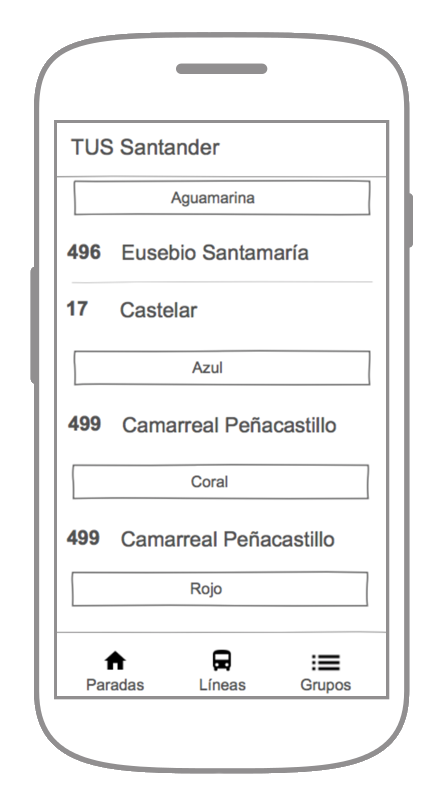 TUS Santander
Aguamarina
496 Eusebio Santamaría
17 Castelar
Azul
499 Camarreal Peñacastillo
Coral
499 Camarreal Peñacastillo
Rojo
Paradas Líneas Grupos